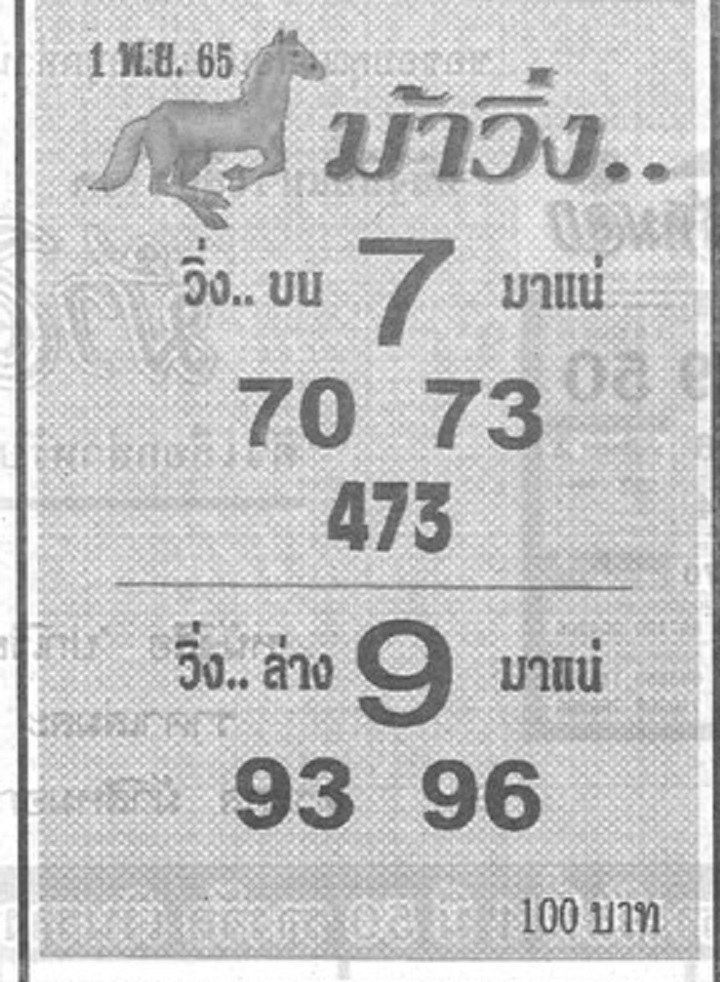 1 พ.ย. 65
ม้าวิ่ง..
วิ่ง.. บน 7 มาแน่
70 73
473
วิ่ง.. ล่าง 9 มาแน่
93 96
100 บาท